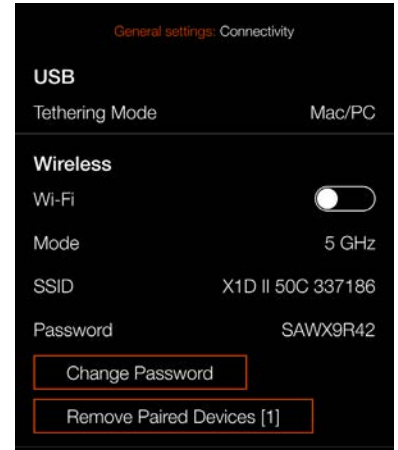 General settings: Connectivity
USB
Tethering Mode Mac/PC
Wireless
Wi-Fi
Mode 5 GHz
SSID X1D II 50C 337186
Password SAWX9R42
Change Password
Remove Paired Devices [1]